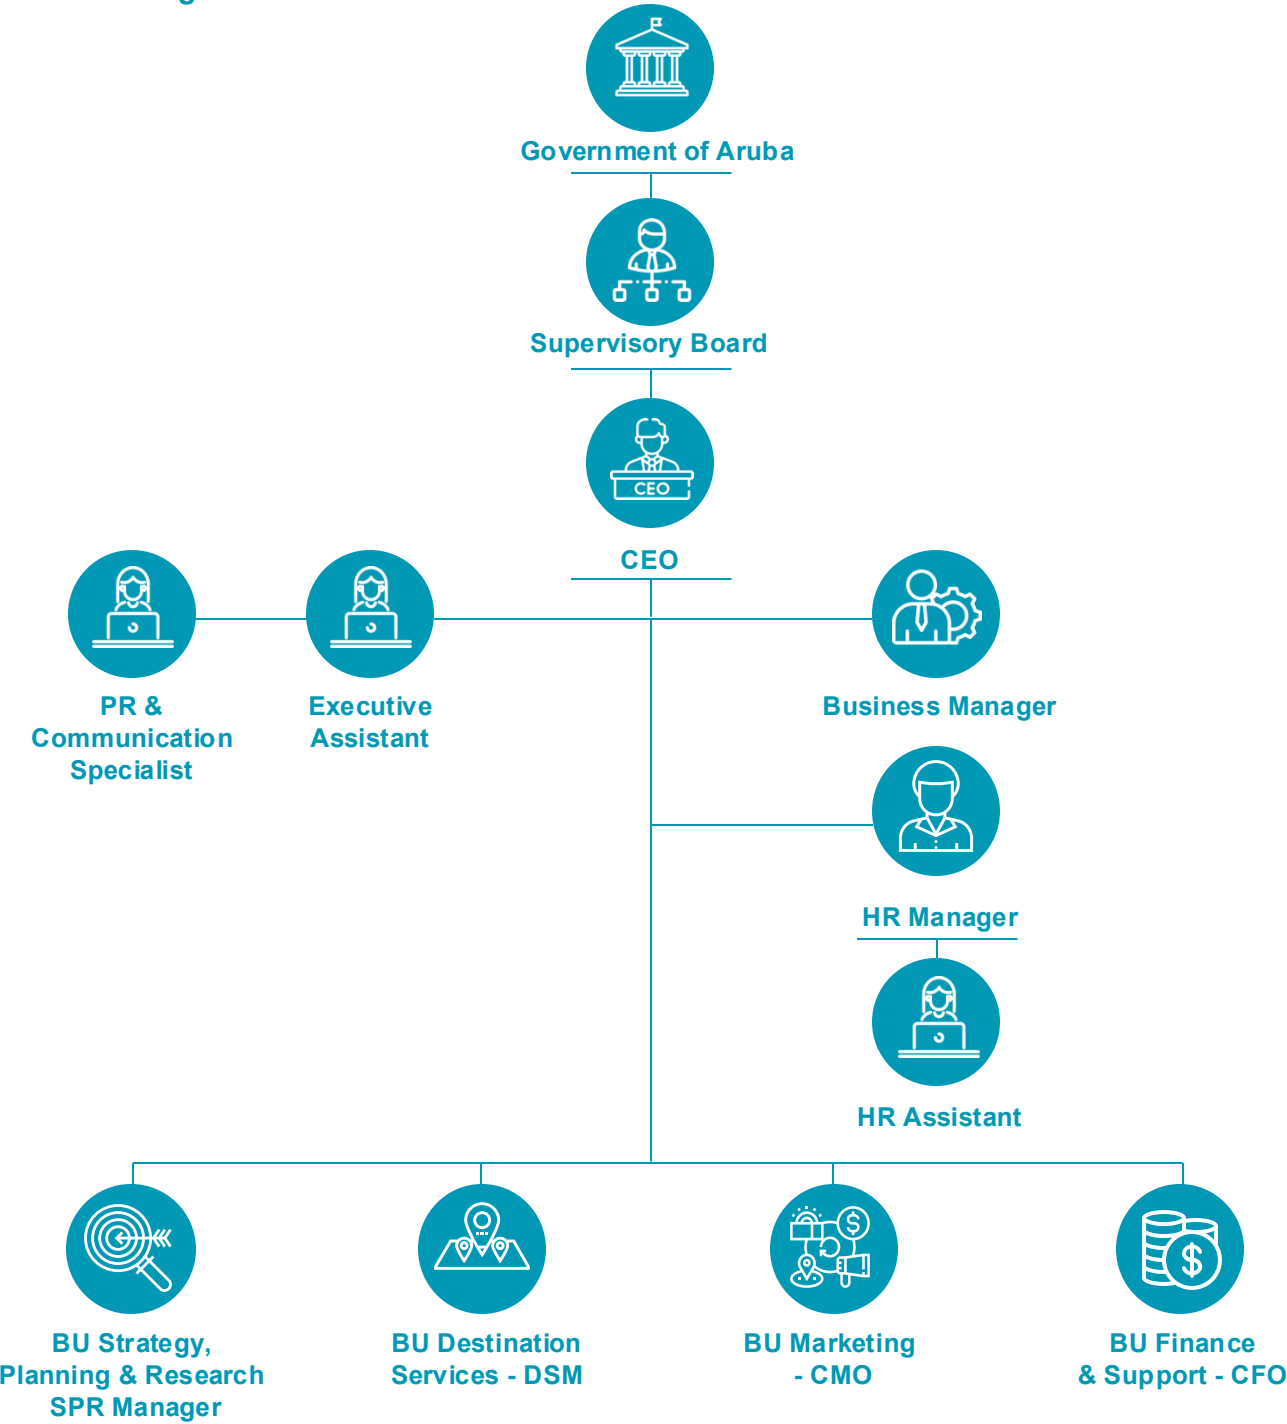 Government of Aruba
Supervisory Board
CEO
CEO
PR &
Communication
Specialist
Executive
Assistant
Business Manager
HR Manager
HR Assistant
BU Strategy,
Planning & Research
SPR Manager
BU Destination
Services - DSM
BU Marketing
- CMO
BU Finance
& Support - CFO